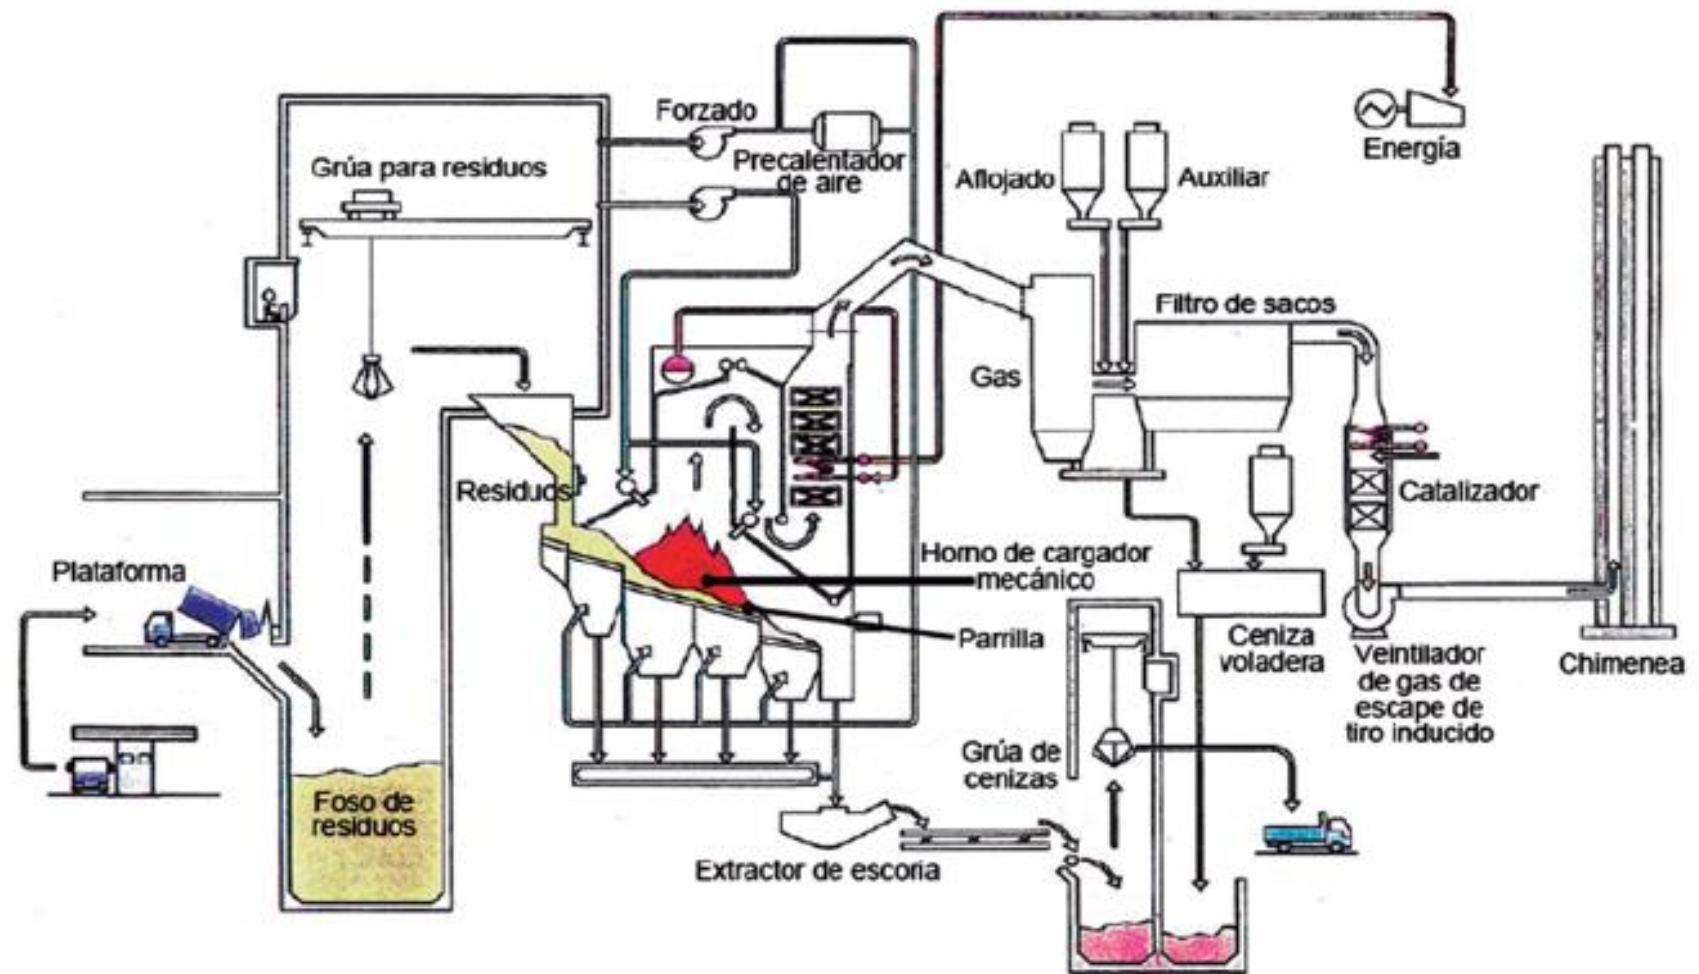 Forzado
Grúa para residuos
Precalentador
de aire
Aflojado
Auxiliar
Energía
Filtro de sacos
Gas
Residuos
Catalizador
Horno de cargador
mecánico
Plataforma
Parrilla
Ceniza
voladera
Veintilador
de gas de
escape de
tiro inducido
Chimenea
Grúa de
cenizas
Foso de
residuos
Extractor de escoria